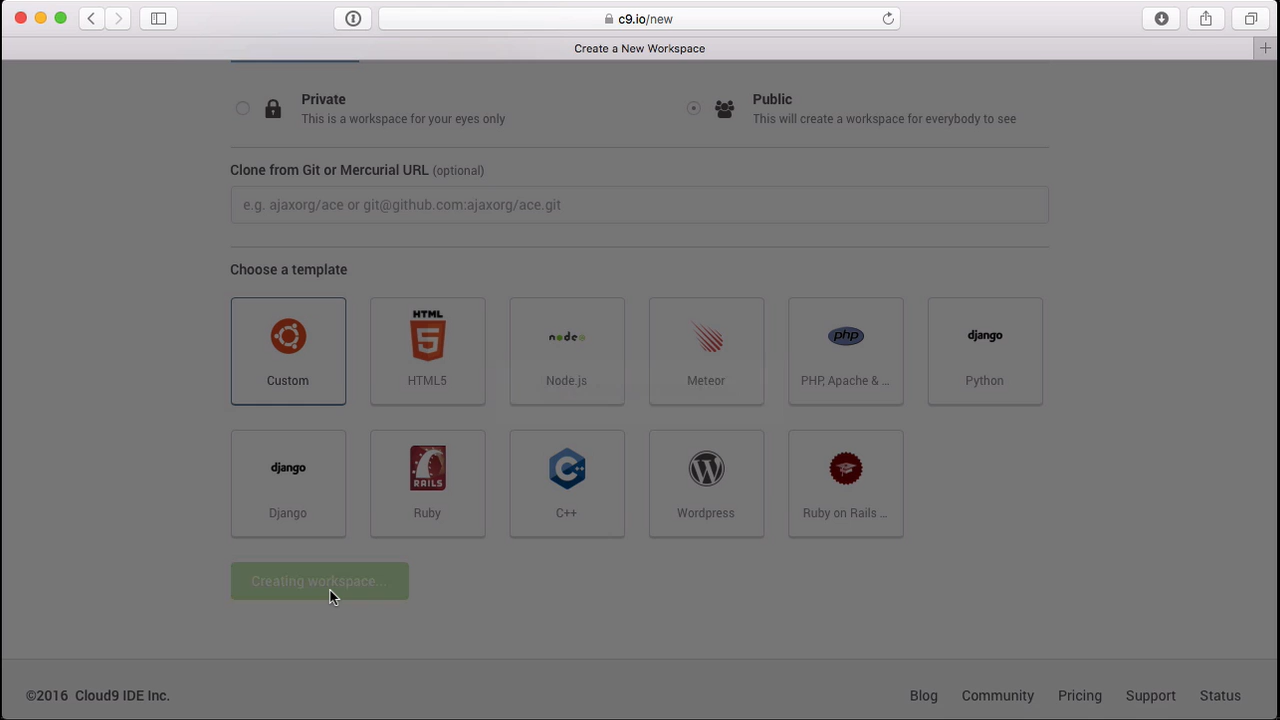 c9.io/new
Create a New Workspace
Private
This is a workspace for your eyes only
Public
This will create a workspace for everybody to see
Clone from Git or Mercurial URL (optional)
e.g. ajaxorg/ace or git@github.com:ajaxorg/ace.git
Choose a template
Custom
HTML
5
HTML5
node
Node.js
Meteor
php
PHP, Apache & ...
django
Python
django
Django
RAILS
Ruby
C++
C++
W
Wordpress
Ruby on Rails ...
Creating workspace...
©2016 Cloud9 IDE Inc.
Blog Community Pricing Support Status